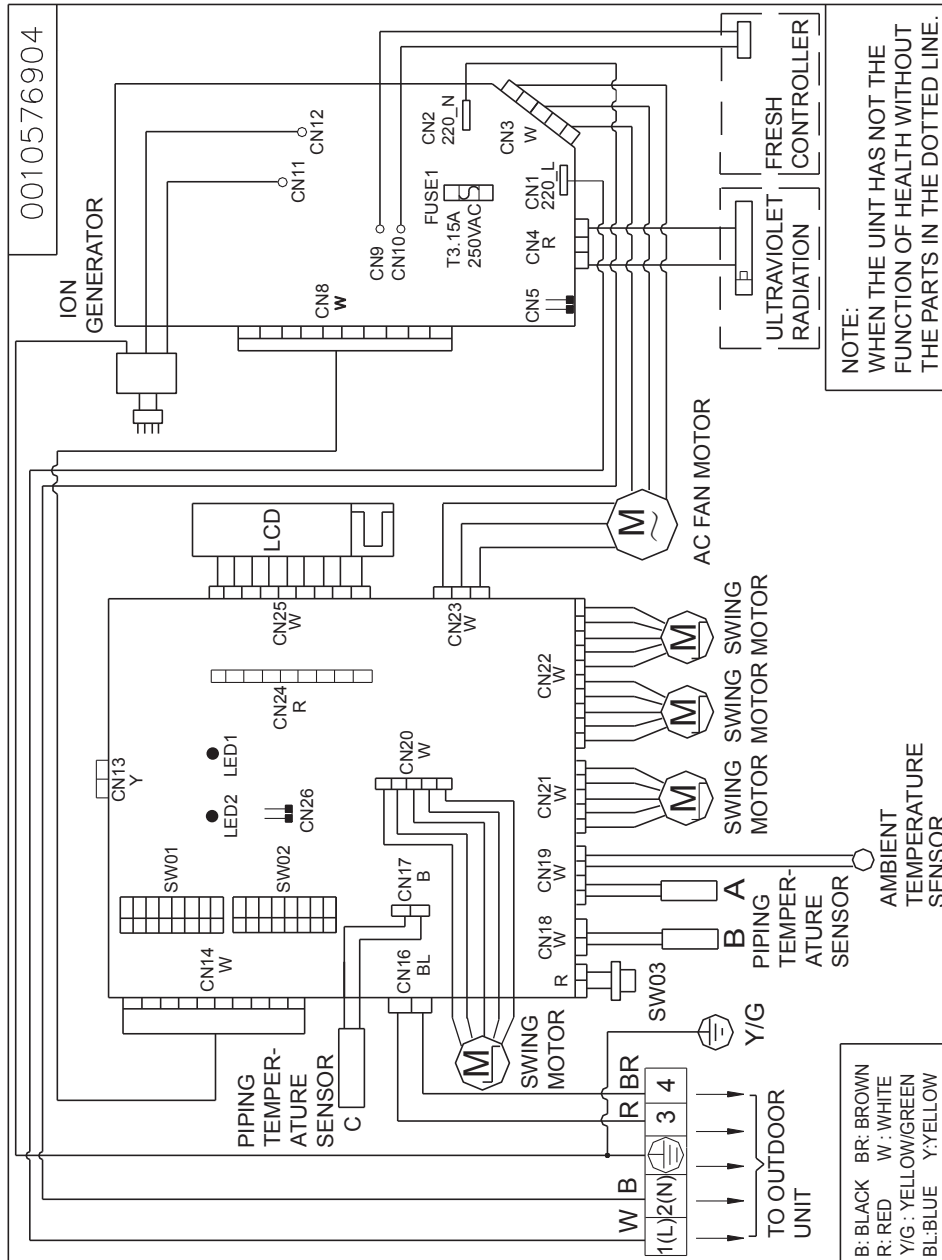 0010576904
ION
GENERATOR
CN11
CN12
CN8
W
CN9
CN10
FUSE1
T3.15A
250VAC
CN2
220_N
CN3
W
CN1
220_L
CN4
R
CN5
ULTRAVIOLET
RADIATION
FRESH
CONTROLLER
NOTE:
WHEN THE UINT HAS NOT THE
FUNCTION OF HEALTH WITHOUT
THE PARTS IN THE DOTTED LINE.
LCD
CN25
W
CN23
W
AC FAN MOTOR
M
~
CN13
Y
LED2
LED1
CN24
R
CN26
SW01
SW02
CN14
W
CN20
W
CN17
B
CN16
BL
R
CN18
W
CN19
W
CN21
W
CN22
W
M
M
M
SWING
MOTOR
SWING
MOTOR
SWING
MOTOR
SW03
B
A
PIPING
TEMPER-
ATURE
SENSOR
AMBIENT
TEMPERATURE
SENSOR
PIPING
TEMPER-
ATURE
SENSOR
C
M
SWING
MOTOR
Y/G
W
B
R
BR
1(L)
2(N)
3
4
TO OUTDOOR
UNIT
B: BLACK BR: BROWN
R: RED W : WHITE
Y/G : YELLOW/GREEN
BL:BLUE Y:YELLOW